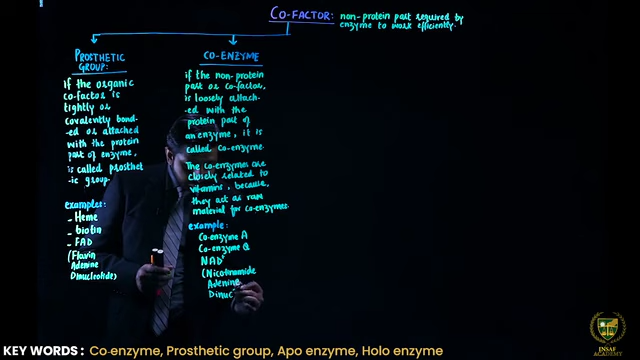 CO-FACTOR: non-protein part required by
enzyme to work efficiently.
PROSTHETIC
GROUP:
if the organic
co-factor is
tightly or
covalently bond-
-ed or attached
with the protein
part of enzyme,
is called prosthet
-ic group.
examples:
- Heme
- biotin
- FAD
(Flavin
Adenine
Dinucleotide)
CO-ENZYME
if the non-protein
part or co-factor,
is loosely attach-
-ed with the
protein part of
an enzyme, it is
called co-enzyme.
The co-enzymes are
closely related to
vitamins, because,
they act as raw
material for co-enzymes.
example:
Co-enzyme A
Co-enzyme Q
NAD+
(Nicotinamide
Adenine
Dinuc
INSAF
ACADEMY
KEY WORDS : Co-enzyme, Prosthetic group, Apo enzyme, Holo enzyme